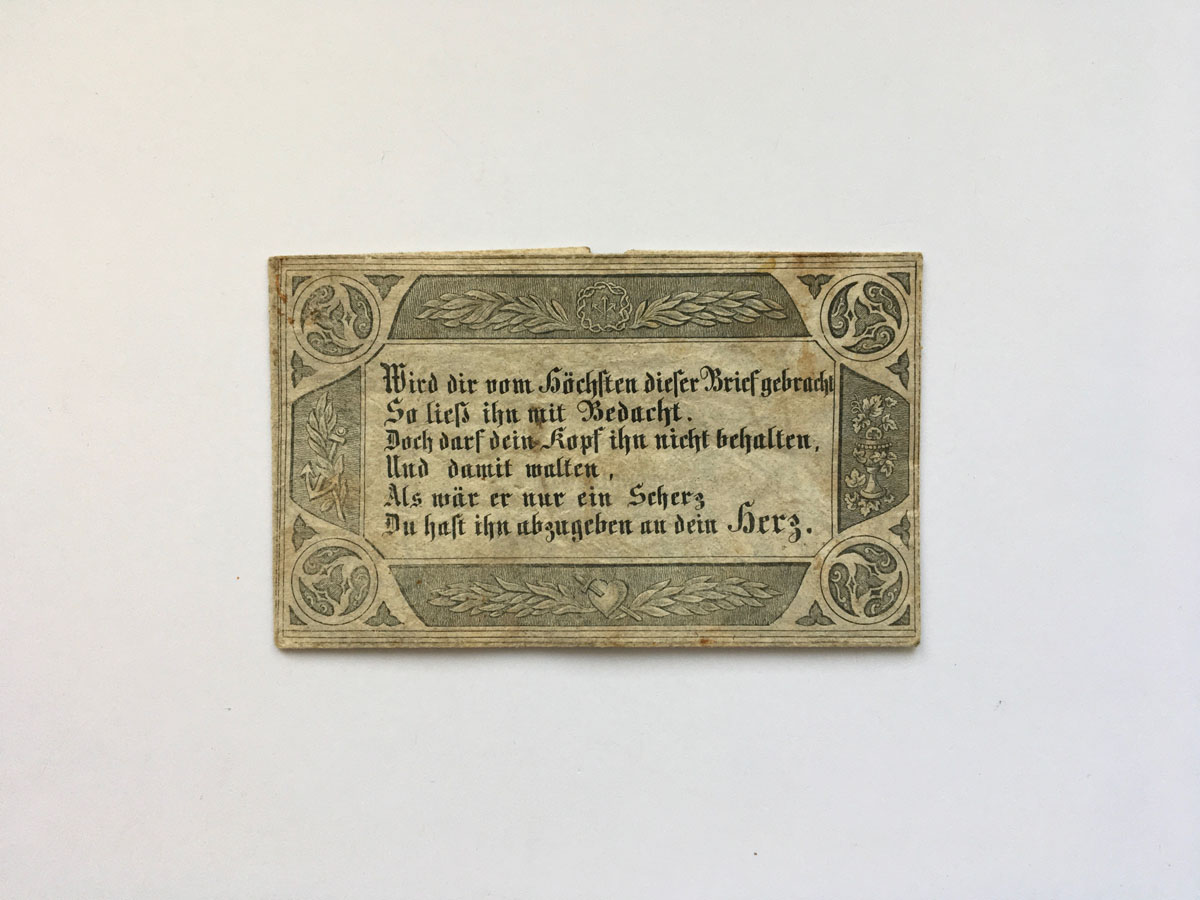 Wird dir vom Höchsten dieser Brief gebracht
So ließ ihn mit Bedacht.
Doch darf dein Kopf ihn nicht behalten,
Und damit walten,
Als wär er nur ein Scherz
Du hast ihn abzugeben an dein Herz.